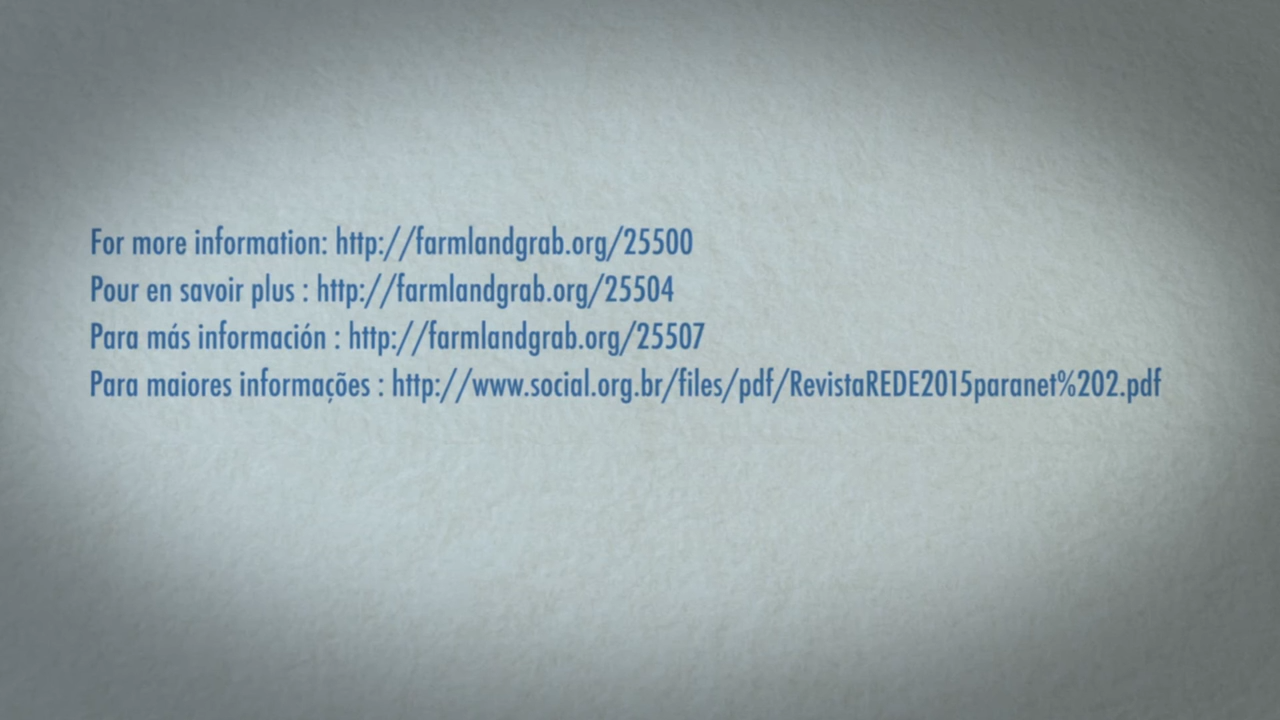 For more information: http://farmlandgrab.org/25500
Pour en savoir plus : http://farmlandgrab.org/25504
Para más información : http://farmlandgrab.org/25507
Para maiores informações : http://www.social.org.br/files/pdf/RevistaREDE2015paranet%202.pdf